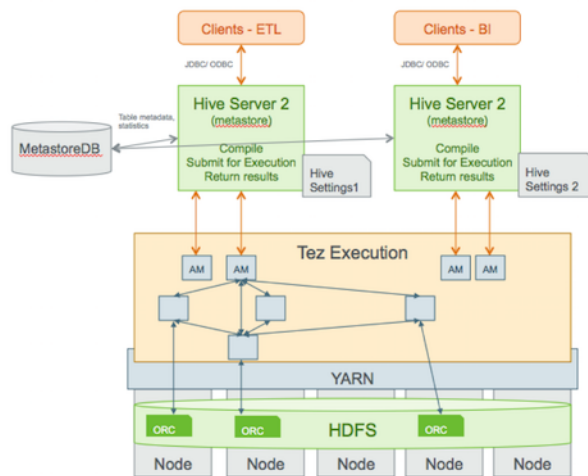 Clients - ETL
Clients - BI
JDBC/ ODBC
JDBC/ ODBC
Table metadata,
statistics
MetastoreDB
Hive Server 2
(metastore)
Compile
Submit for Execution
Return results
Hive
Settings1
Hive Server 2
(metastore)
Compile
Submit for Execution
Return results
Hive
Settings 2
Tez Execution
AM
AM
AM
AM
YARN
ORC
ORC
HDFS
ORC
Node
Node
Node
Node
Node